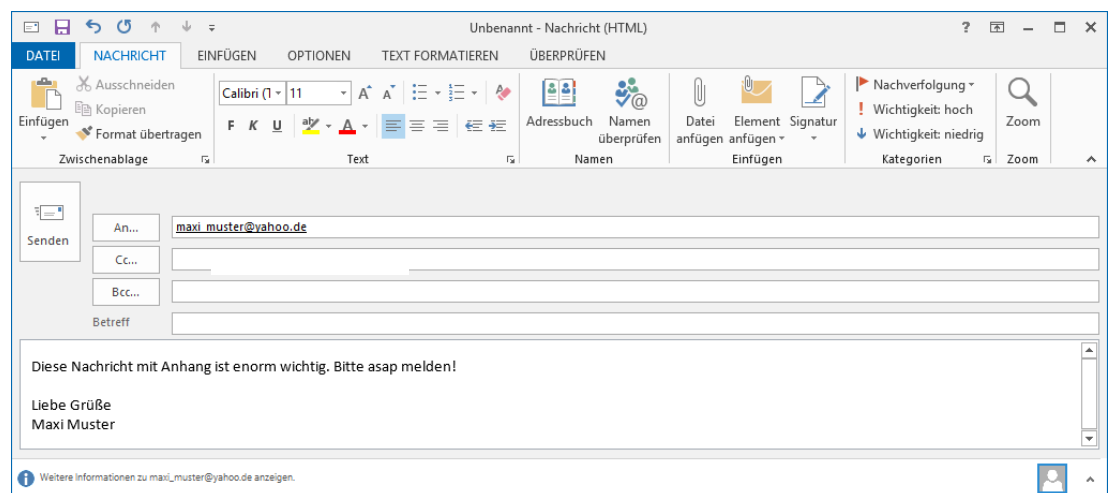 Unbenannt - Nachricht (HTML)
DATEI NACHRICHT EINFÜGEN OPTIONEN TEXT FORMATIEREN ÜBERPRÜFEN
Einfügen
Ausschneiden
Kopieren
Format übertragen
Zwischenablage
Calibri (T 11
F K U
Text
Adressbuch
Namen überprüfen
Namen
Datei anfügen
Element anfügen
Signatur
Einfügen
Nachverfolgung
Wichtigkeit: hoch
Wichtigkeit: niedrig
Kategorien
Zoom
Zoom
Senden
An... maxi_muster@yahoo.de
Cc...
Bcc...
Betreff
Diese Nachricht mit Anhang ist enorm wichtig. Bitte asap melden!
Liebe Grüße
Maxi Muster
Weitere Informationen zu maxi_muster@yahoo.de anzeigen.